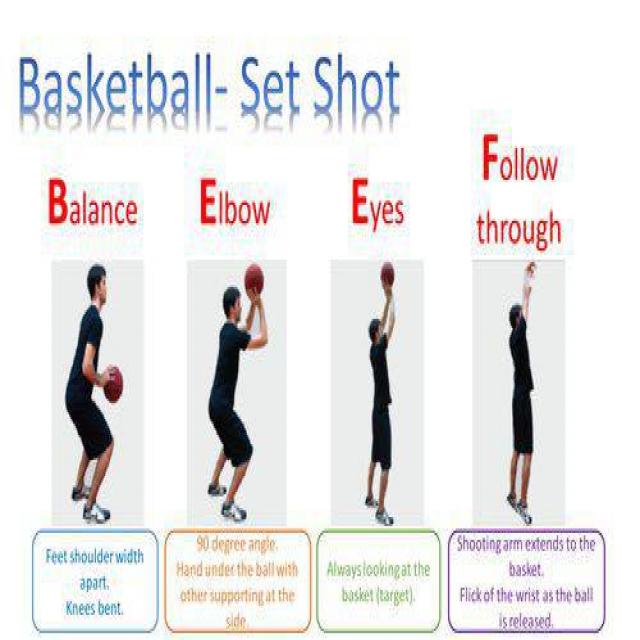 Basketball- Set Shot
Balance
Elbow
Eyes
Follow
through
Feet shoulder width
apart.
Knees bent.
90 degree angle.
Hand under the ball with
other supporting at the
side.
Always looking at the
basket (target).
Shooting arm extends to the
basket.
Flick of the wrist as the ball
is released.